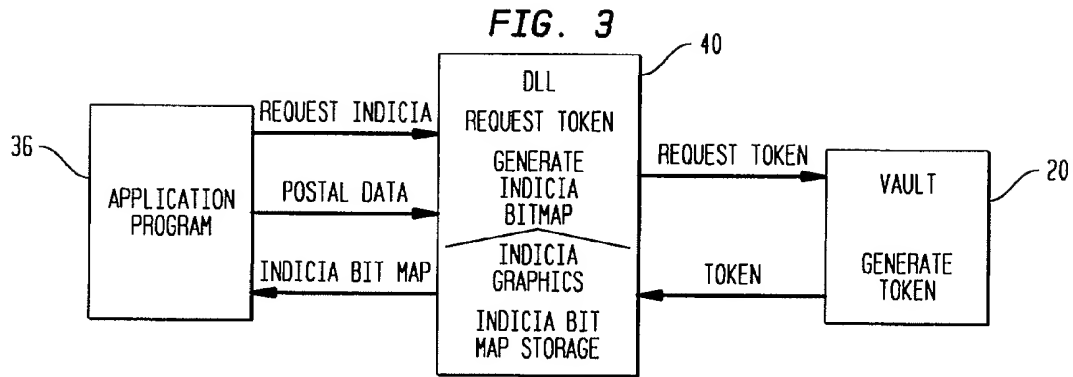 FIG. 3
40
DLL
REQUEST TOKEN
GENERATE
INDICIA
BITMAP
INDICIA
GRAPHICS
INDICIA BIT
MAP STORAGE
36
APPLICATION
PROGRAM
REQUEST INDICIA
POSTAL DATA
INDICIA BIT MAP
REQUEST TOKEN
TOKEN
20
VAULT
GENERATE
TOKEN